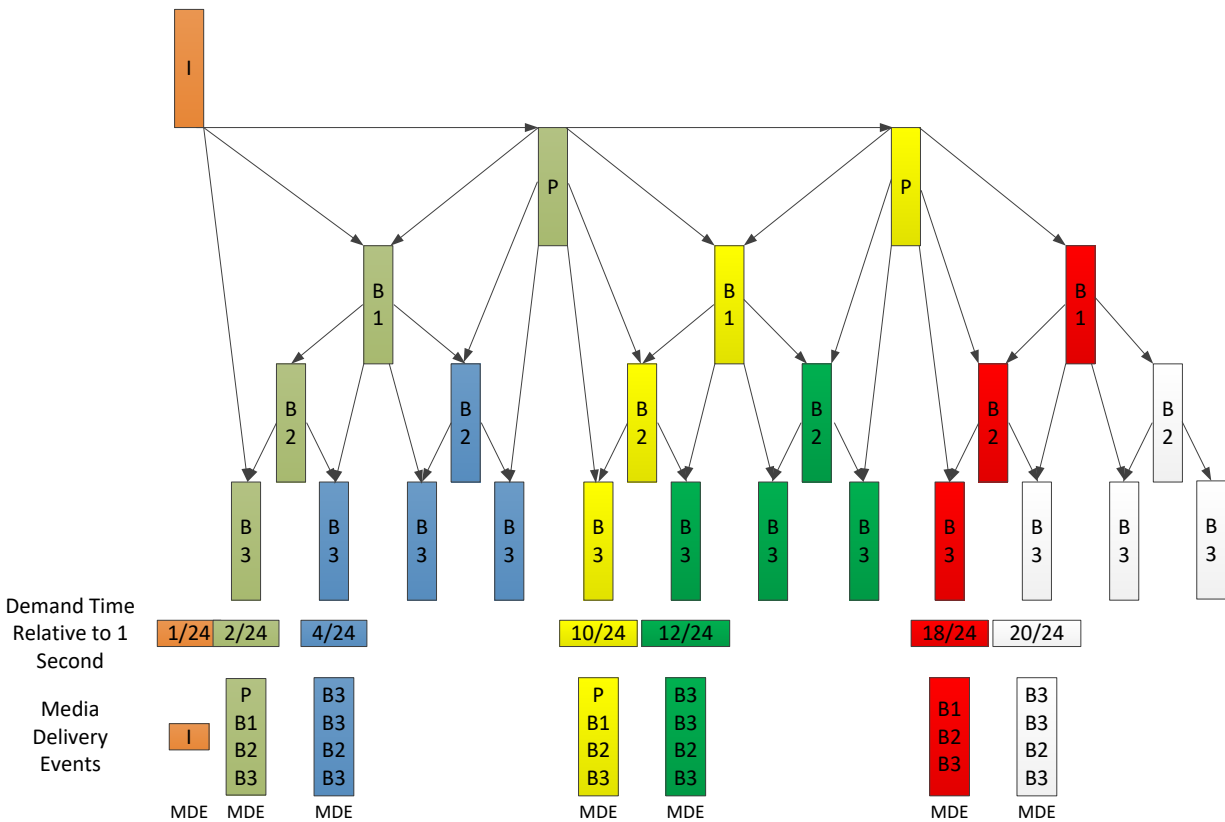 I
P
P
B
1
B
1
B
1
B
2
B
2
B
2
B
2
B
2
B
2
B
3
B
3
B
3
B
3
B
3
B
3
B
3
B
3
B
3
B
3
B
3
B
3
Demand Time
Relative to 1
Second
1/24 2/24 4/24 10/24 12/24 18/24 20/24
Media
Delivery
Events
I
P
B1
B2
B3
B3
B3
B2
B3
P
B1
B2
B3
B3
B3
B2
B3
B1
B2
B3
B3
B3
B2
B3
MDE MDE MDE MDE MDE MDE MDE